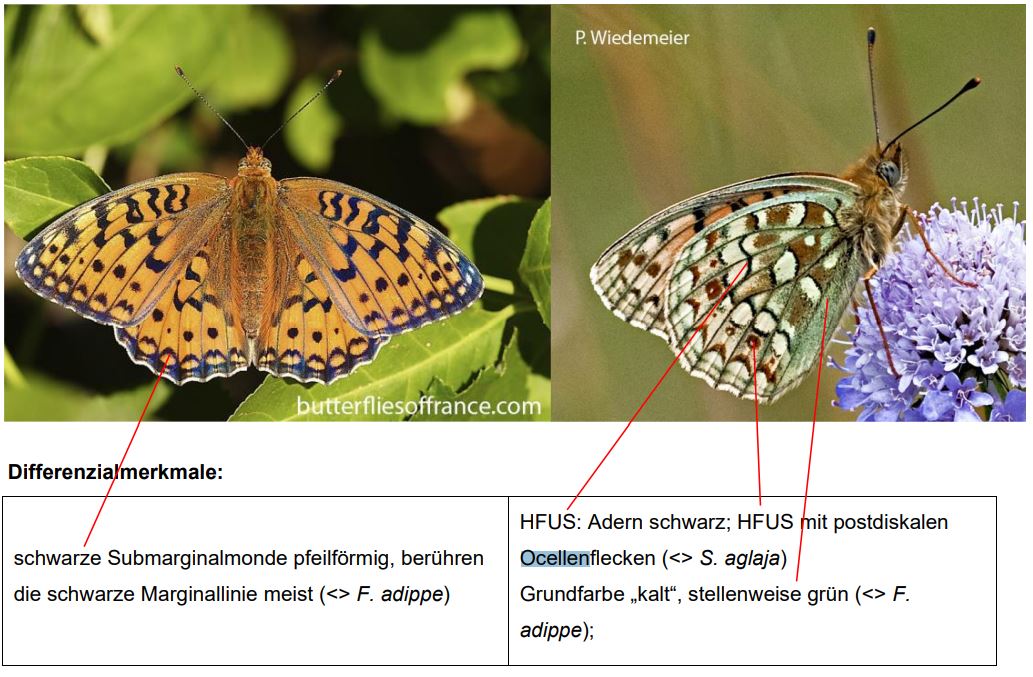 P. Wiedemeier
butterfliesoffrance.com
Differenzialmerkmale:
schwarze Submarginalmonde pfeilförmig, berühren
die schwarze Marginallinie meist (<> F. adippe)
HFUS: Adern schwarz; HFUS mit postdiskalen
Ocellenflecken (<> S. aglaja)
Grundfarbe „kalt“, stellenweise grün (<> F.
adippe);